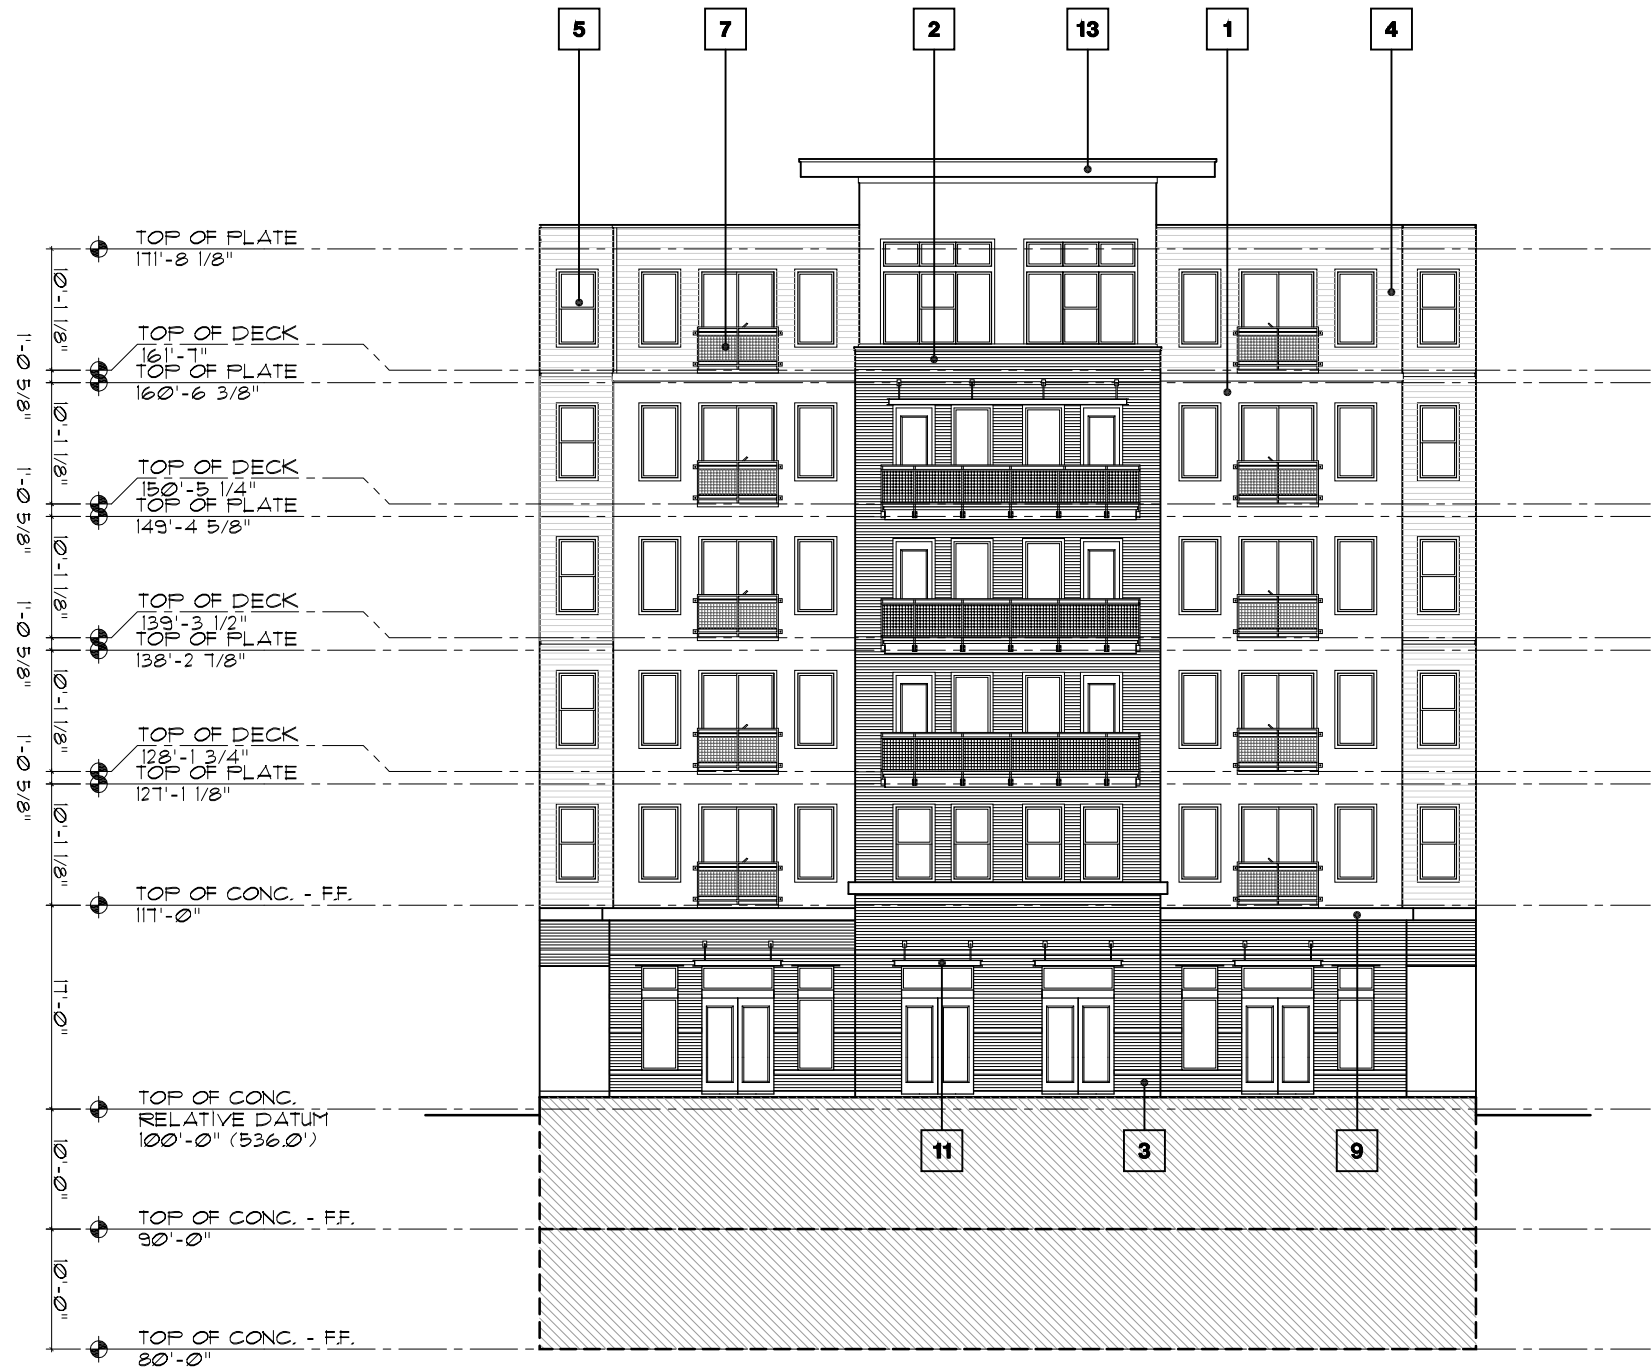 5
7
2
13
1
4
TOP OF PLATE
171'-8 1/8"
10'-1 1/8"
TOP OF DECK
161'-7"
1'-0 5/8"
TOP OF PLATE
160'-6 3/8"
10'-1 1/8"
TOP OF DECK
150'-5 1/4"
1'-0 5/8"
TOP OF PLATE
149'-4 5/8"
10'-1 1/8"
TOP OF DECK
139'-3 1/2"
1'-0 5/8"
TOP OF PLATE
138'-2 7/8"
10'-1 1/8"
TOP OF DECK
128'-1 3/4"
1'-0 5/8"
TOP OF PLATE
127'-1 1/8"
10'-1 1/8"
TOP OF CONC. - F.F.
117'-0"
17'-0"
TOP OF CONC.
RELATIVE DATUM
100'-0" (536.0')
11
3
9
10'-0"
TOP OF CONC. - F.F.
90'-0"
10'-0"
TOP OF CONC. - F.F.
80'-0"